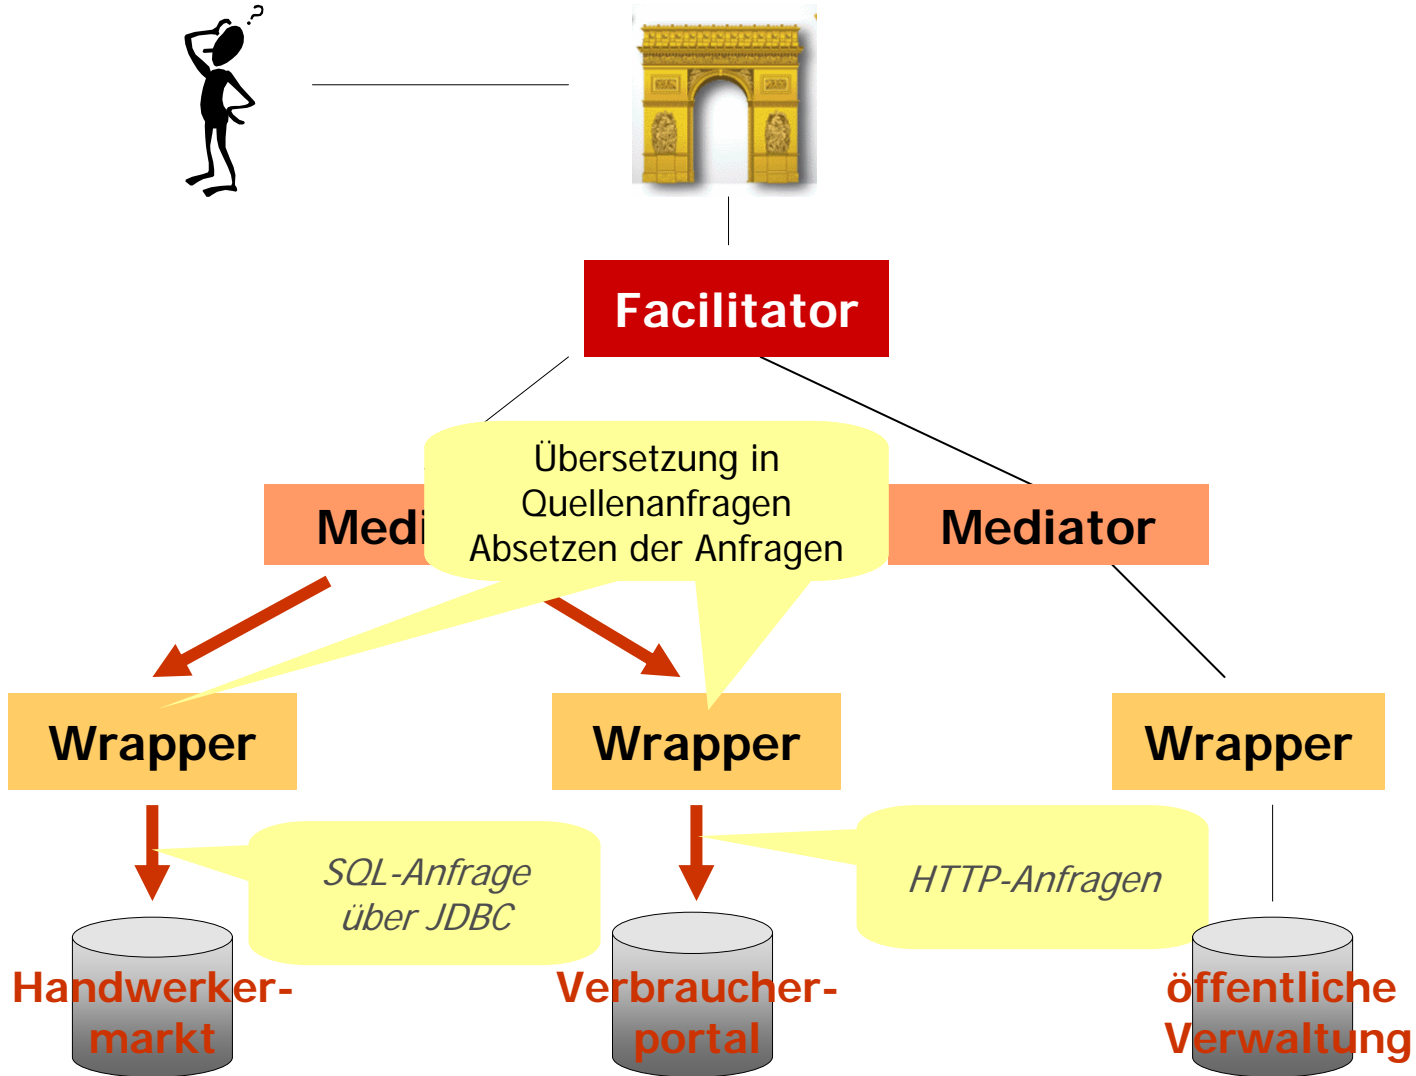 ?
Facilitator
Übersetzung in
Quellenanfragen
Absetzen der Anfragen
Medi
Mediator
Wrapper
Wrapper
Wrapper
SQL-Anfrage
über JDBC
HTTP-Anfragen
Handwerker-
markt
Verbraucher-
portal
öffentliche
Verwaltung